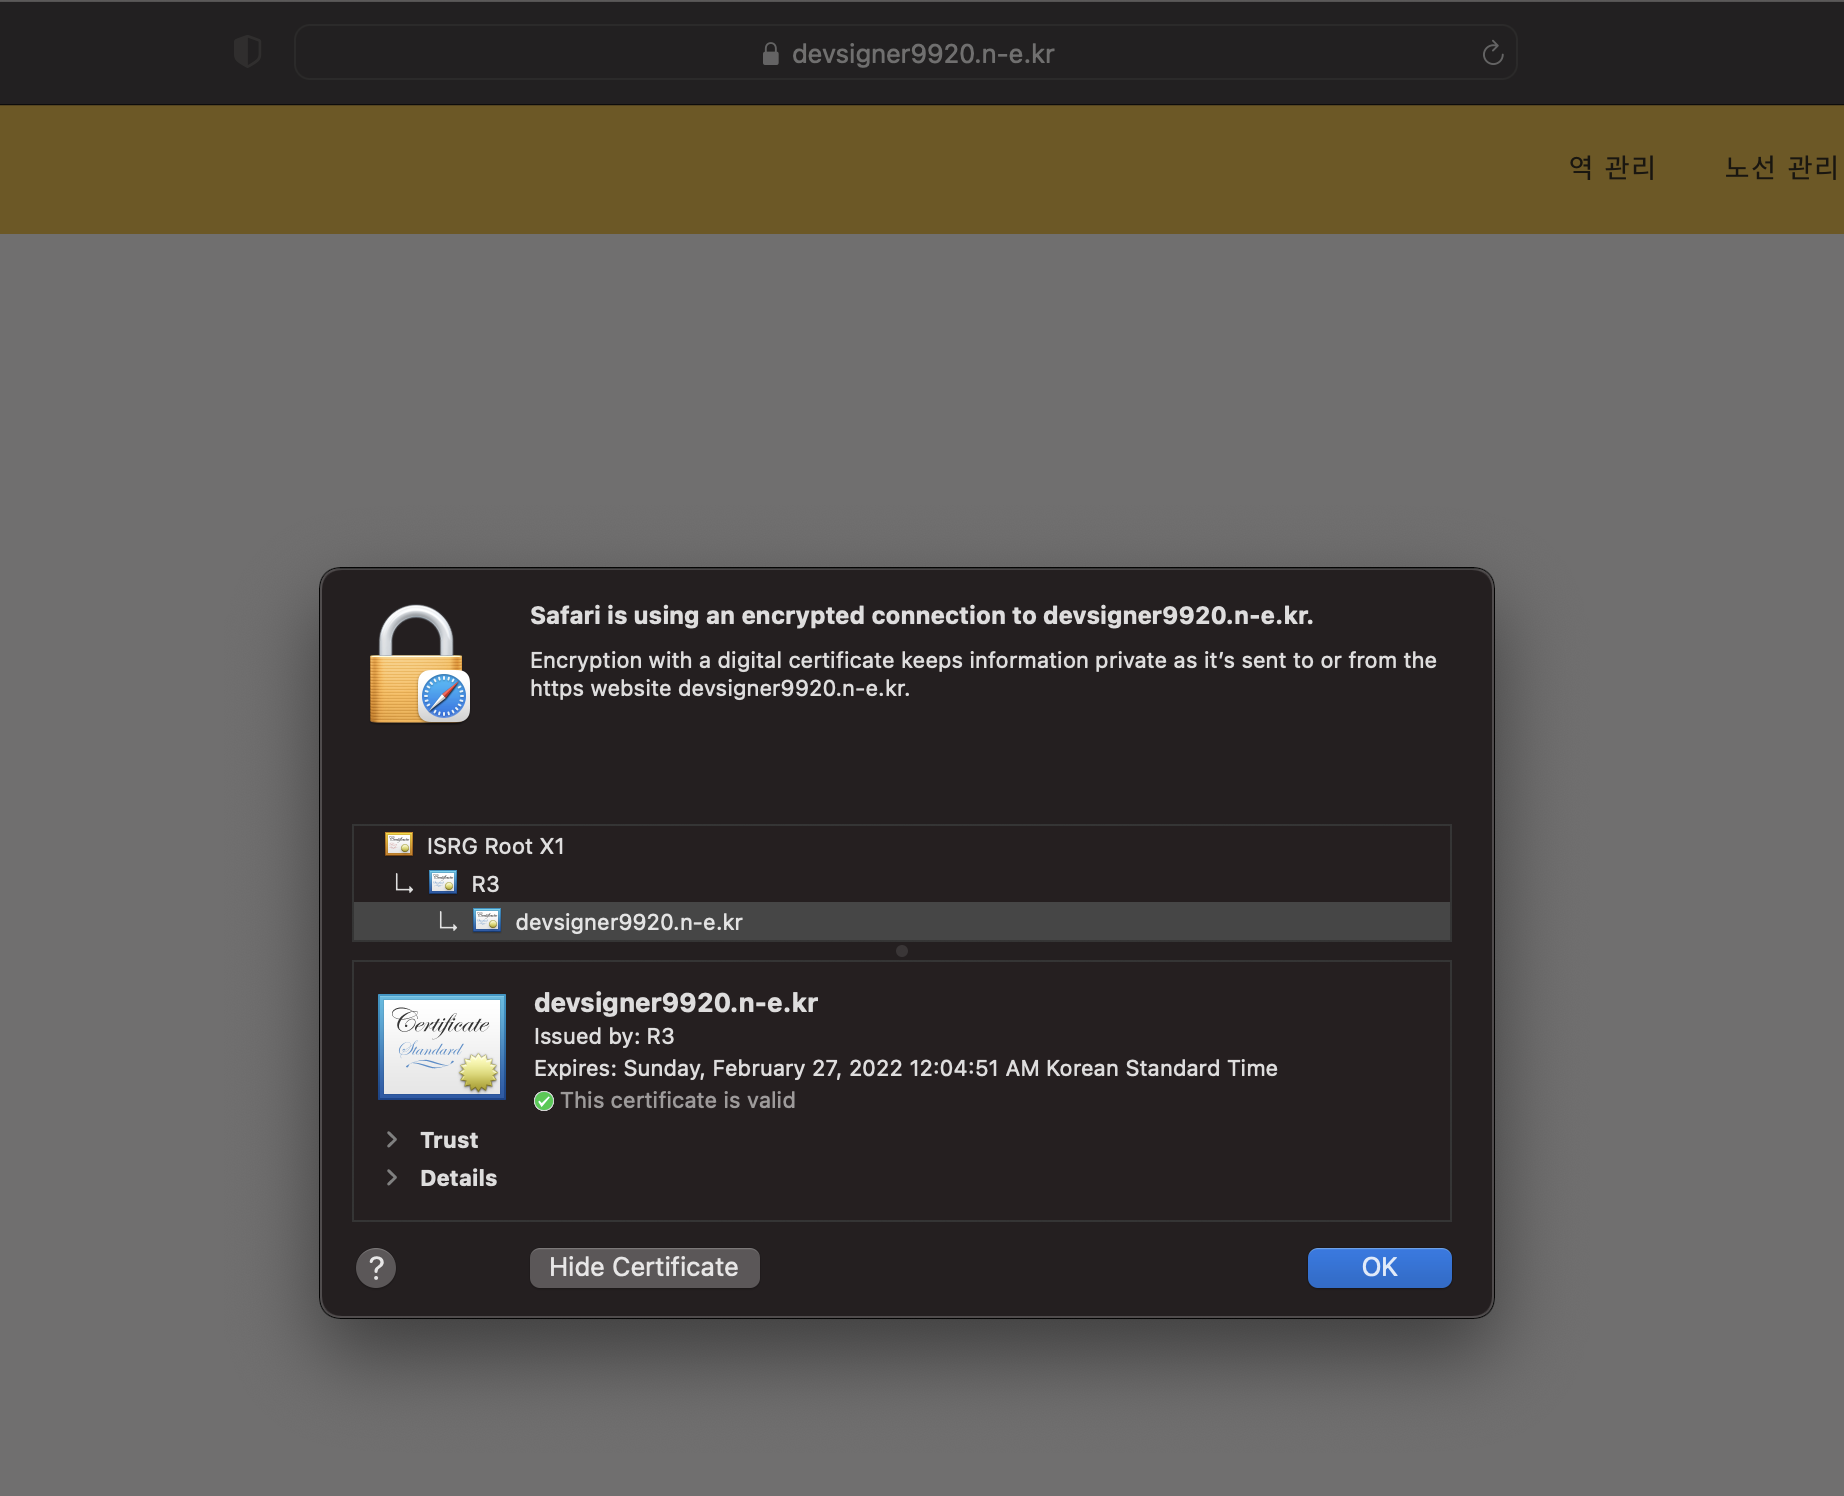 devsigner9920.n-e.kr
역 관리
노선 관리
Safari is using an encrypted connection to devsigner9920.n-e.kr.
Encryption with a digital certificate keeps information private as it’s sent to or from the
https website devsigner9920.n-e.kr.
ISRG Root X1
R3
devsigner9920.n-e.kr
Certificate
Standard
devsigner9920.n-e.kr
Issued by: R3
Expires: Sunday, February 27, 2022 12:04:51 AM Korean Standard Time
This certificate is valid
Trust
Details
?
Hide Certificate
OK